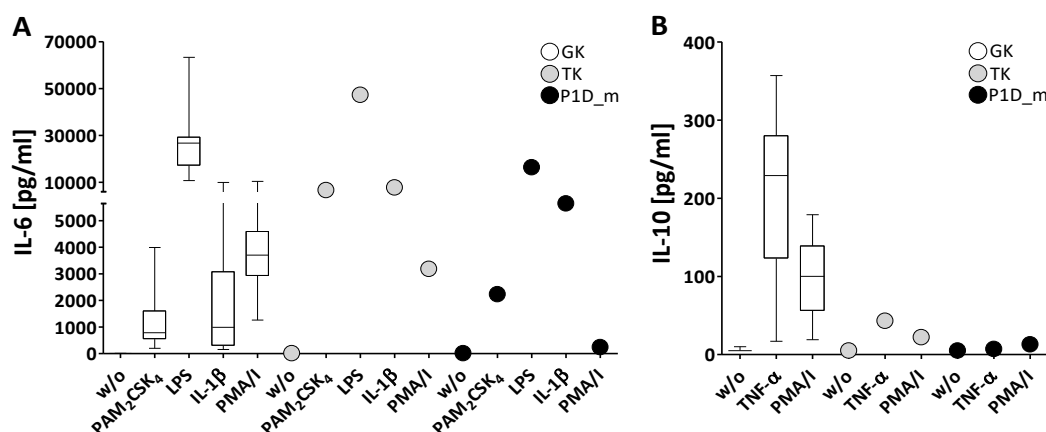 A
IL-6 [pg/ml]
70000
50000
30000
10000
5000
4000
3000
2000
1000
0
GK
TK
P1D_m
w/o
PAM₂CSK₄
LPS
IL-1β
PMA/I
w/o
PAM₂CSK₄
LPS
IL-1β
PMA/I
w/o
PAM₂CSK₄
LPS
IL-1β
PMA/I
B
IL-10 [pg/ml]
400
300
200
100
0
GK
TK
P1D_m
w/o
TNF-α
PMA/I
w/o
TNF-α
PMA/I
w/o
TNF-α
PMA/I